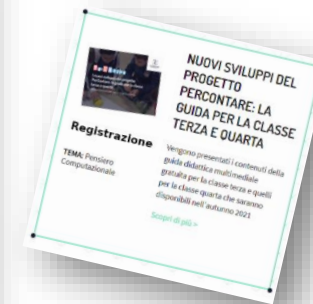 NUOVI SVILUPPI DEL
PROGETTO
PERCONTARE: LA
GUIDA PER LA CLASSE
TERZA E QUARTA
Registrazione
TEMA: Pensiero
Computazionale
Vengono presentati i contenuti della
guida didattica multimediale
gratuita per la classe terza e quelli
per la classe quarta che saranno
disponibili nell'autunno 2021
Scopri di più >